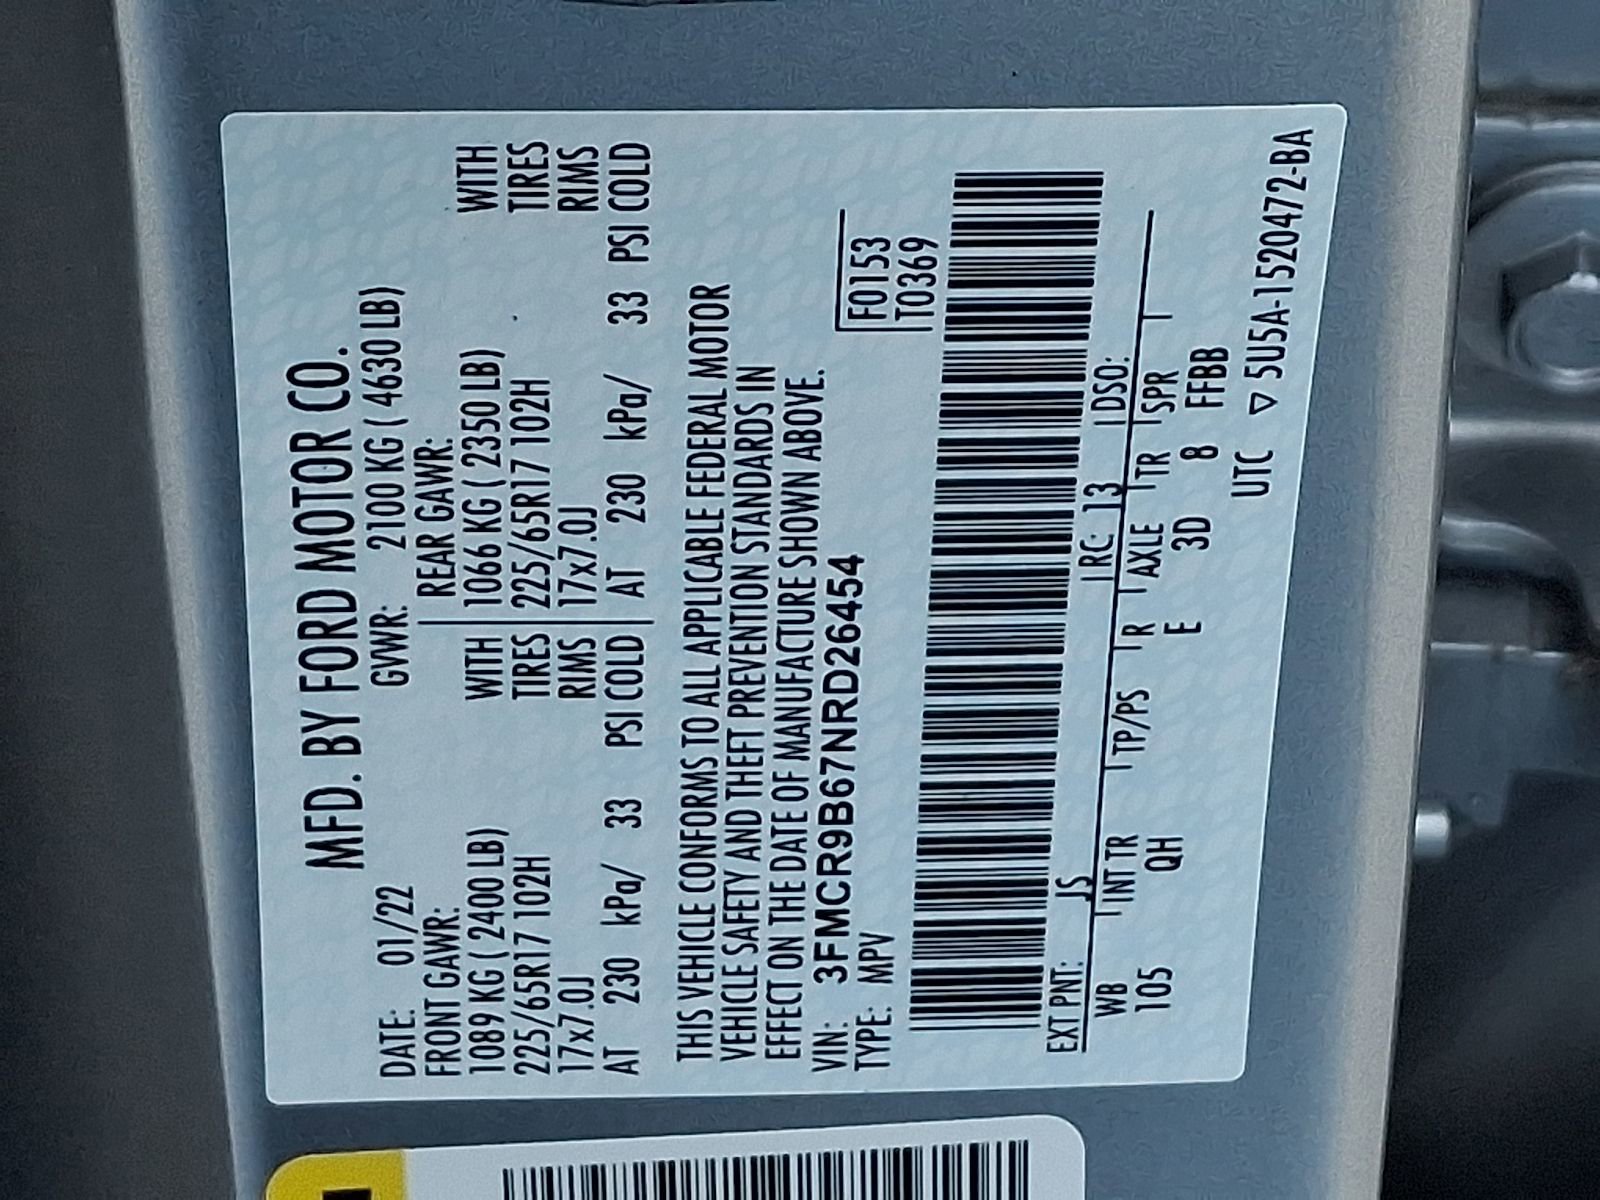 MFD. BY FORD MOTOR CO.
DATE: 01/22 GVWR: 2100 KG ( 4630 LB)
FRONT GAWR: REAR GAWR:
1089 KG ( 2400 LB) WITH 1066 KG ( 2350 LB) WITH
225/65R17 102H TIRES 225/65R17 102H TIRES
17x7.0J RIMS 17x7.0J RIMS
AT 230 kPa/ 33 PSI COLD AT 230 kPa/ 33 PSI COLD
THIS VEHICLE CONFORMS TO ALL APPLICABLE FEDERAL MOTOR
VEHICLE SAFETY AND THEFT PREVENTION STANDARDS IN
EFFECT ON THE DATE OF MANUFACTURE SHOWN ABOVE.
VIN: 3FMCR9B67NRD26454 F0153
TYPE: MPV T0369
EXT PNT: JS RC: 13 DSO:
WB INT TR TP/PS R AXLE TR SPR
105 QH E 3D 8 FFBB
UTC ▽ 5U5A-1520472-BA